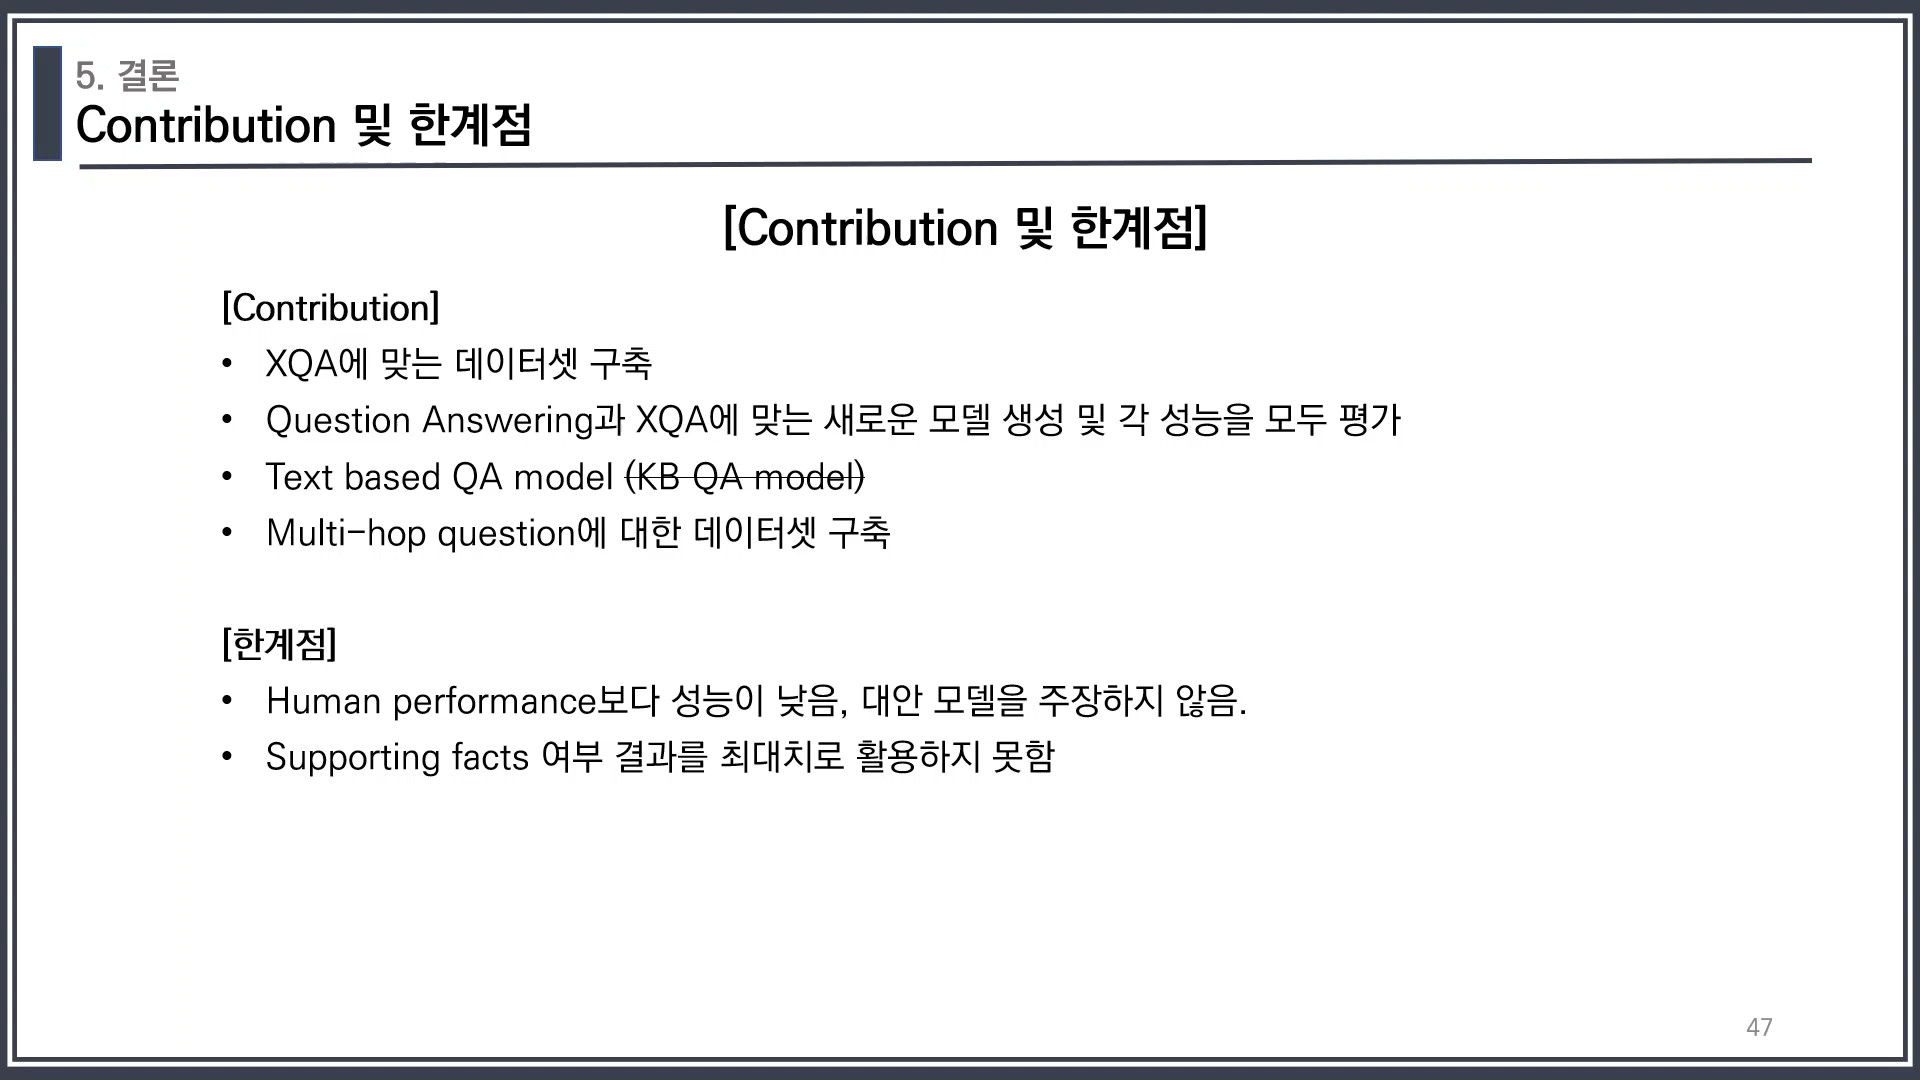 5. 결론
Contribution 및 한계점
[Contribution 및 한계점]
[Contribution]
• XQA에 맞는 데이터셋 구축
• Question Answering과 XQA에 맞는 새로운 모델 생성 및 각 성능을 모두 평가
• Text based QA model (KB QA model)
• Multi-hop question에 대한 데이터셋 구축
[한계점]
• Human performance보다 성능이 낮음, 대안 모델을 주장하지 않음.
• Supporting facts 여부 결과를 최대치로 활용하지 못함
47